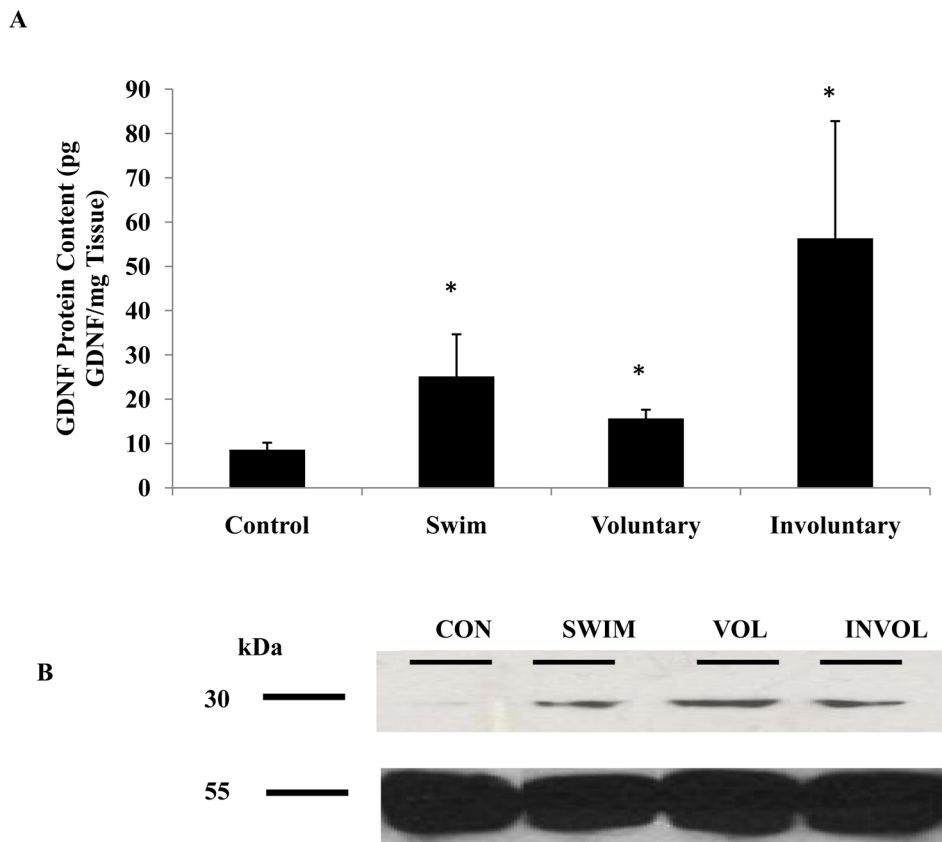 A
GDNF Protein Content (pg
GDNF/mg Tissue)
90
80
70
60
50
40
30
20
10
0
*
*
*
Control Swim Voluntary Involuntary
B
kDa
CON SWIM VOL INVOL
30
55